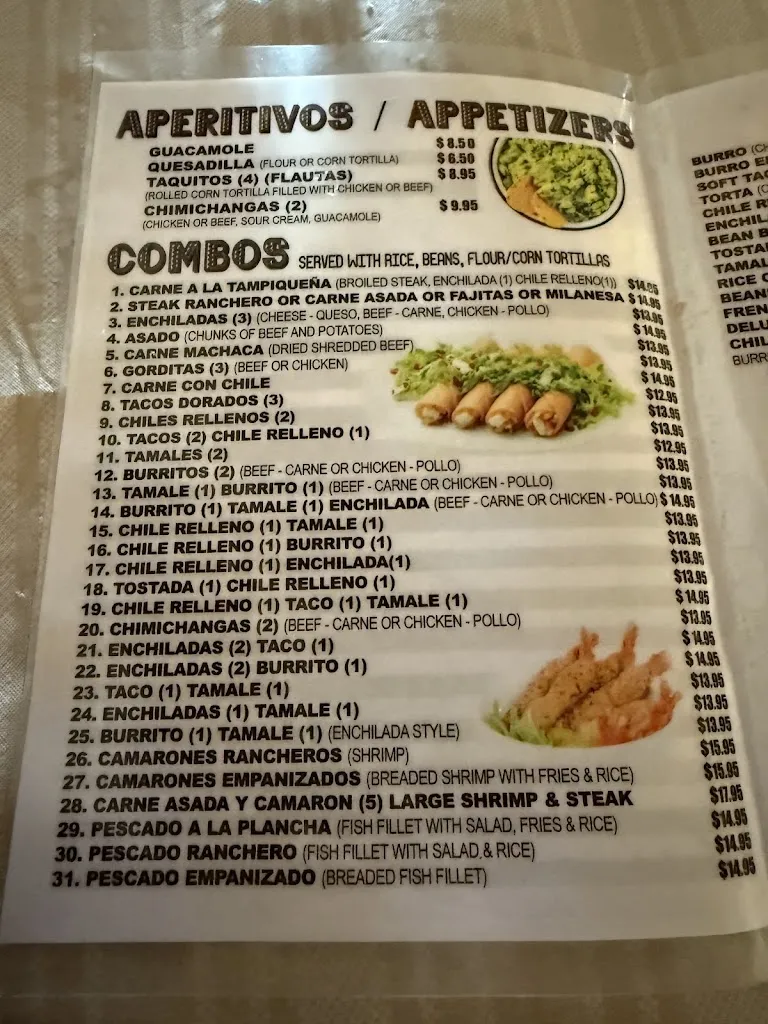 APERITIVOS / APPETIZERS
GUACAMOLE $8.50
QUESADILLA (FLOUR OR CORN TORTILLA) $6.50
TAQUITOS (4) (FLAUTAS) $8.95
(ROLLED CORN TORTILLA FILLED WITH CHICKEN OR BEEF)
CHIMICHANGAS (2) $9.95
(CHICKEN OR BEEF, SOUR CREAM, GUACAMOLE)
COMBOS SERVED WITH RICE, BEANS, FLOUR/CORN TORTILLAS
1. CARNE A LA TAMPIQUEÑA (BROILED STEAK, ENCHILADA (1) CHILE RELLENO(1)) $14.95
2. STEAK RANCHERO OR CARNE ASADA OR FAJITAS OR MILANESA $14.95
3. ENCHILADAS (3) (CHEESE - QUESO, BEEF - CARNE, CHICKEN - POLLO) $13.95
4. ASADO (CHUNKS OF BEEF AND POTATOES) $14.95
5. CARNE MACHACA (DRIED SHREDDED BEEF) $13.95
6. GORDITAS (3) (BEEF OR CHICKEN) $13.95
7. CARNE CON CHILE $14.95
8. TACOS DORADOS (3) $12.95
9. CHILES RELLENOS (2) $13.95
10. TACOS (2) CHILE RELLENO (1) $13.95
11. TAMALES (2) $12.95
12. BURRITOS (2) (BEEF - CARNE OR CHICKEN - POLLO) $13.95
13. TAMALE (1) BURRITO (1) (BEEF - CARNE OR CHICKEN - POLLO) $13.95
14. BURRITO (1) TAMALE (1) ENCHILADA (BEEF - CARNE OR CHICKEN - POLLO) $14.95
15. CHILE RELLENO (1) TAMALE (1) $13.95
16. CHILE RELLENO (1) BURRITO (1) $13.95
17. CHILE RELLENO (1) ENCHILADA(1) $13.95
18. TOSTADA (1) CHILE RELLENO (1) $13.95
19. CHILE RELLENO (1) TACO (1) TAMALE (1) $14.95
20. CHIMICHANGAS (2) (BEEF - CARNE OR CHICKEN - POLLO) $13.95
21. ENCHILADAS (2) TACO (1) $14.95
22. ENCHILADAS (2) BURRITO (1) $14.95
23. TACO (1) TAMALE (1) $13.95
24. ENCHILADAS (1) TAMALE (1) $13.95
25. BURRITO (1) TAMALE (1) (ENCHILADA STYLE) $13.95
26. CAMARONES RANCHEROS (SHRIMP) $15.95
27. CAMARONES EMPANIZADOS (BREADED SHRIMP WITH FRIES & RICE) $15.95
28. CARNE ASADA Y CAMARON (5) LARGE SHRIMP & STEAK $17.95
29. PESCADO A LA PLANCHA (FISH FILLET WITH SALAD, FRIES & RICE) $14.95
30. PESCADO RANCHERO (FISH FILLET WITH SALAD,& RICE) $14.95
31. PESCADO EMPANIZADO (BREADED FISH FILLET) $14.95
BURRO (CH
BURRO E
SOFT TA
TORTA (C
CHILE R
ENCHIL
BEAN B
TOSTA
TAMAL
RICE
BEAN
FREN
DELU
CHIL
BURR